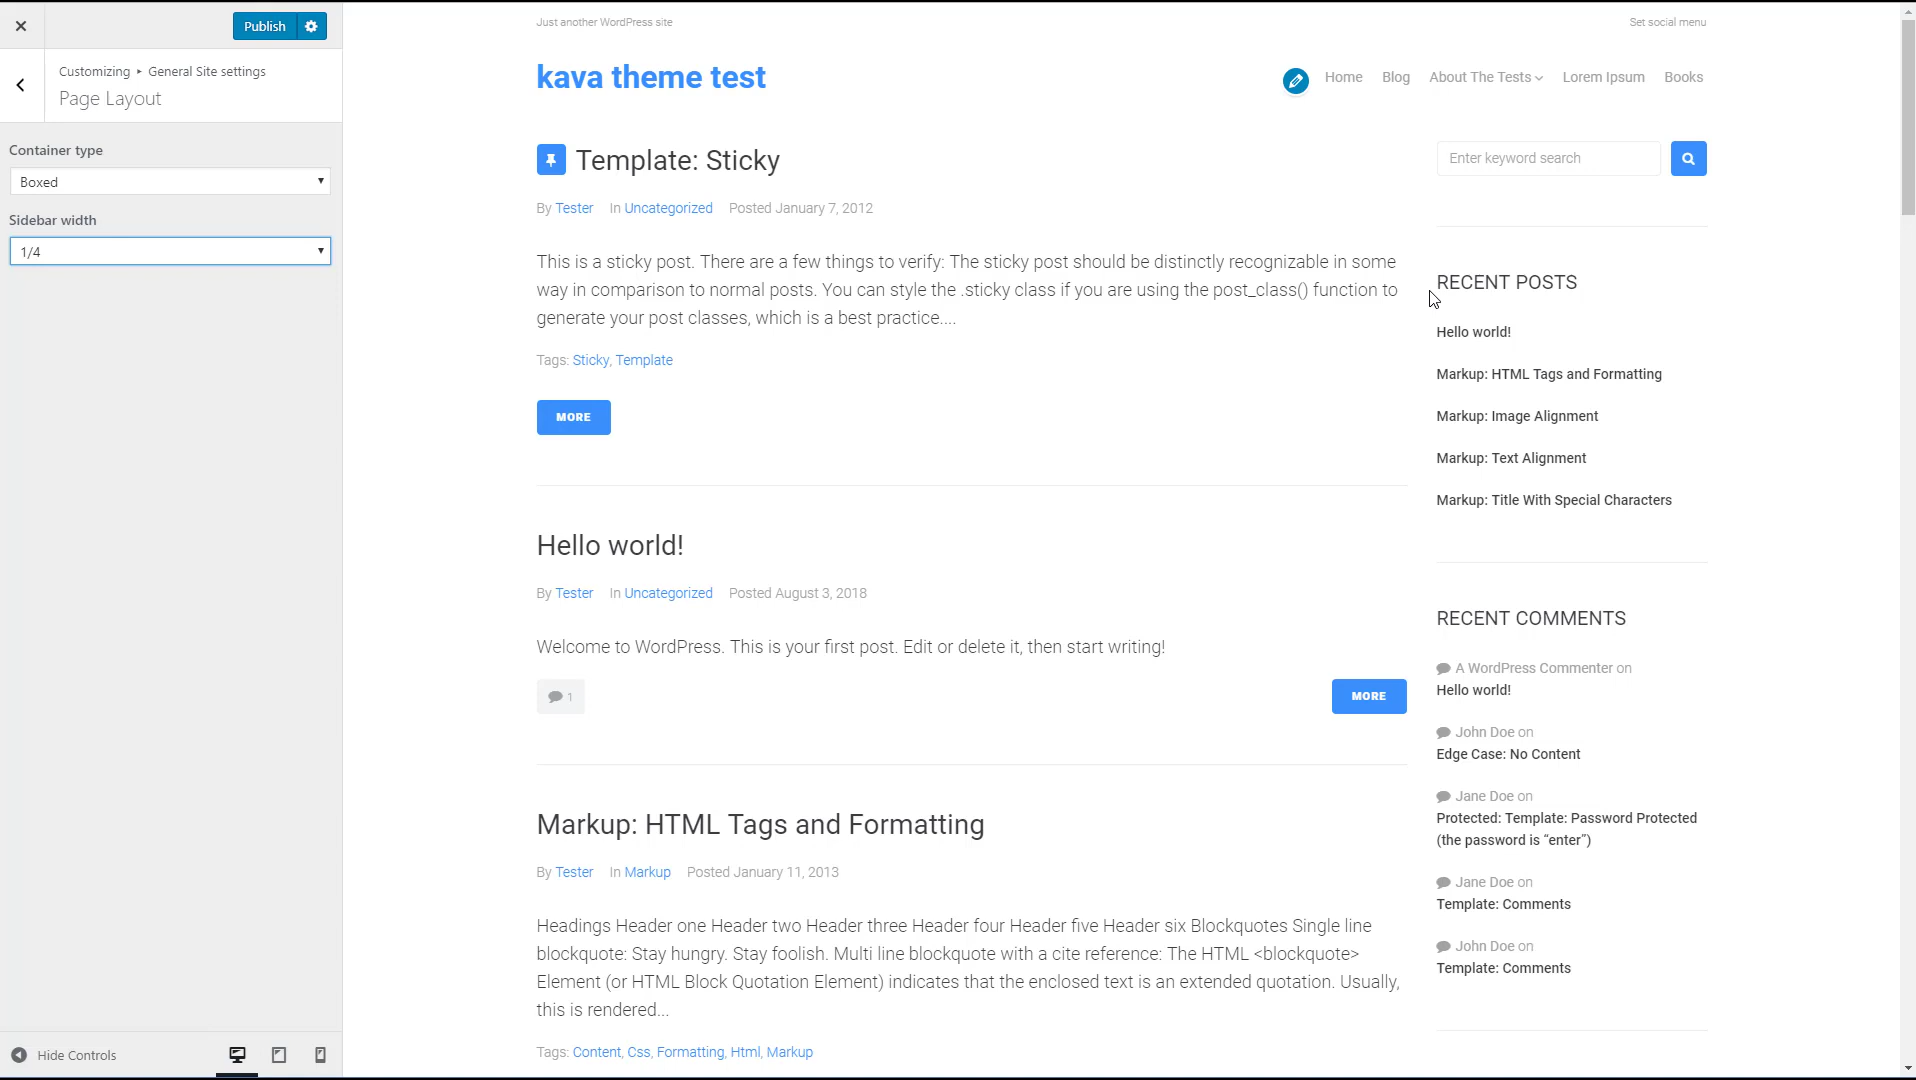 Publish
Customizing ▸ General Site settings
Page Layout
Container type
Boxed
Sidebar width
1/4
Hide Controls
Just another WordPress site
Set social menu
kava theme test
Home Blog About The Tests Lorem Ipsum Books
Template: Sticky
By Tester In Uncategorized Posted January 7, 2012
This is a sticky post. There are a few things to verify: The sticky post should be distinctly recognizable in some
way in comparison to normal posts. You can style the .sticky class if you are using the post_class() function to
generate your post classes, which is a best practice....
Tags: Sticky, Template
MORE
Hello world!
By Tester In Uncategorized Posted August 3, 2018
Welcome to WordPress. This is your first post. Edit or delete it, then start writing!
1
MORE
Markup: HTML Tags and Formatting
By Tester In Markup Posted January 11, 2013
Headings Header one Header two Header three Header four Header five Header six Blockquotes Single line
blockquote: Stay hungry. Stay foolish. Multi line blockquote with a cite reference: The HTML <blockquote>
Element (or HTML Block Quotation Element) indicates that the enclosed text is an extended quotation. Usually,
this is rendered...
Tags: Content, Css, Formatting, Html, Markup
Enter keyword search
RECENT POSTS
Hello world!
Markup: HTML Tags and Formatting
Markup: Image Alignment
Markup: Text Alignment
Markup: Title With Special Characters
RECENT COMMENTS
A WordPress Commenter on
Hello world!
John Doe on
Edge Case: No Content
Jane Doe on
Protected: Template: Password Protected
(the password is “enter”)
Jane Doe on
Template: Comments
John Doe on
Template: Comments